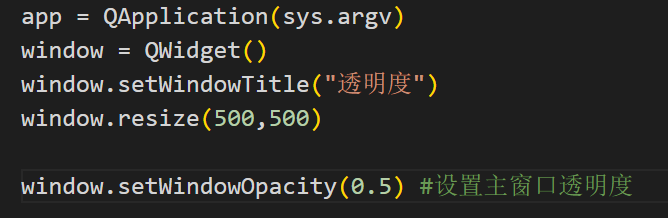 app = QApplication(sys.argv)
window = QWidget()
window.setWindowTitle("透明度")
window.resize(500,500)
window.setWindowOpacity(0.5) #设置主窗口透明度